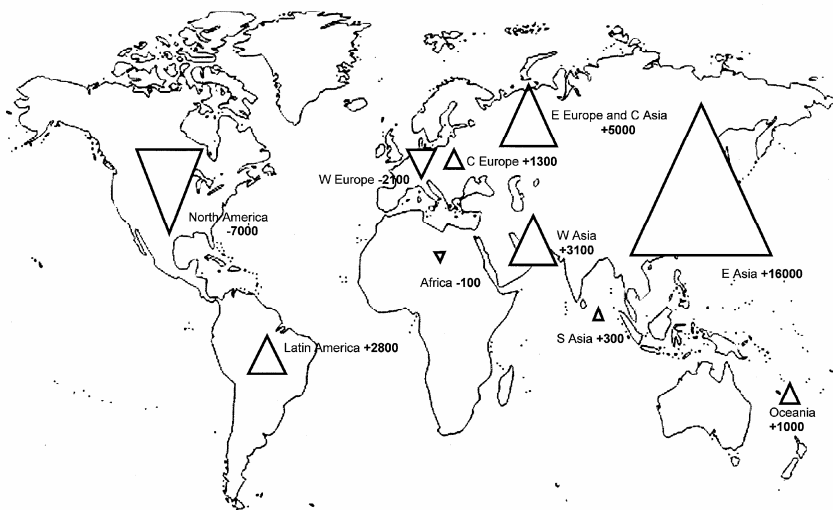 E Europe and C Asia
+5000
C Europe +1300
W Europe -2100
North America
-7000
W Asia
+3100
E Asia +16000
Africa -100
S Asia +300
Latin America +2800
Oceania
+1000